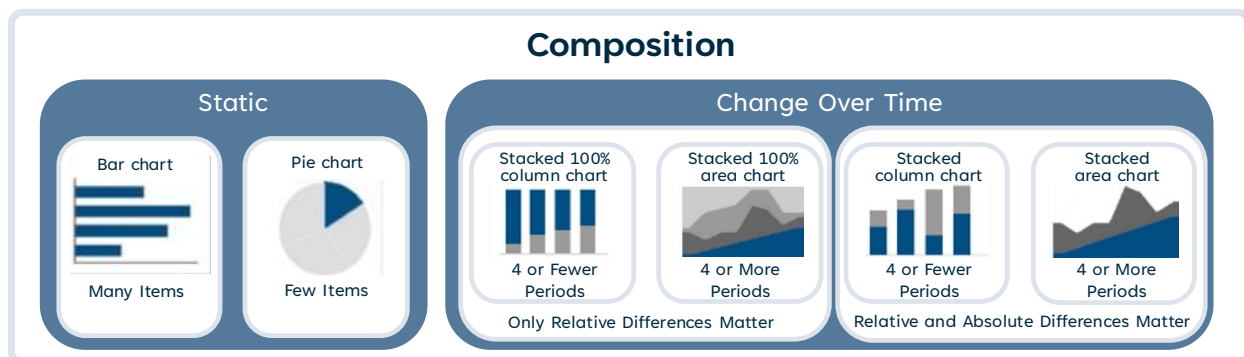 Composition
Static
Bar chart
Many Items
Pie chart
Few Items
Change Over Time
Stacked 100%
column chart
4 or Fewer
Periods
Stacked 100%
area chart
4 or More
Periods
Only Relative Differences Matter
Stacked
column chart
4 or Fewer
Periods
Stacked
area chart
4 or More
Periods
Relative and Absolute Differences Matter